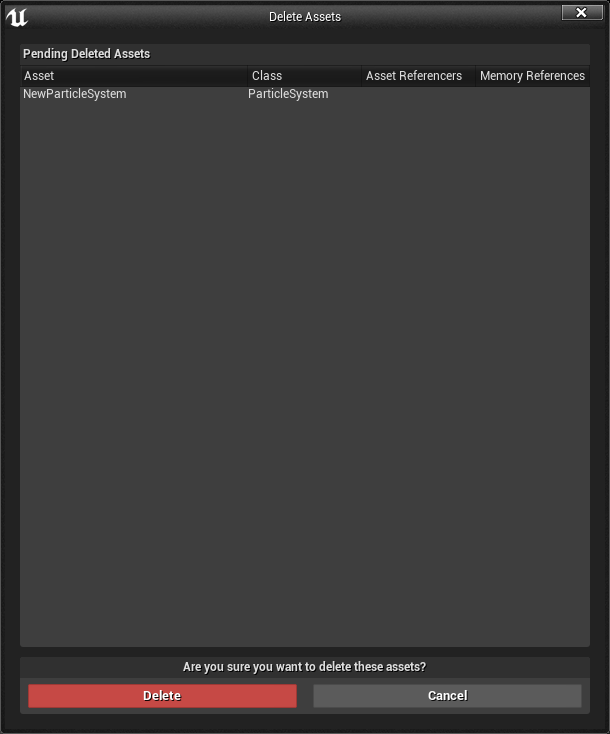 Delete Assets
Pending Deleted Assets
Asset Class Asset Referencers Memory References
NewParticleSystem ParticleSystem
Are you sure you want to delete these assets?
Delete Cancel